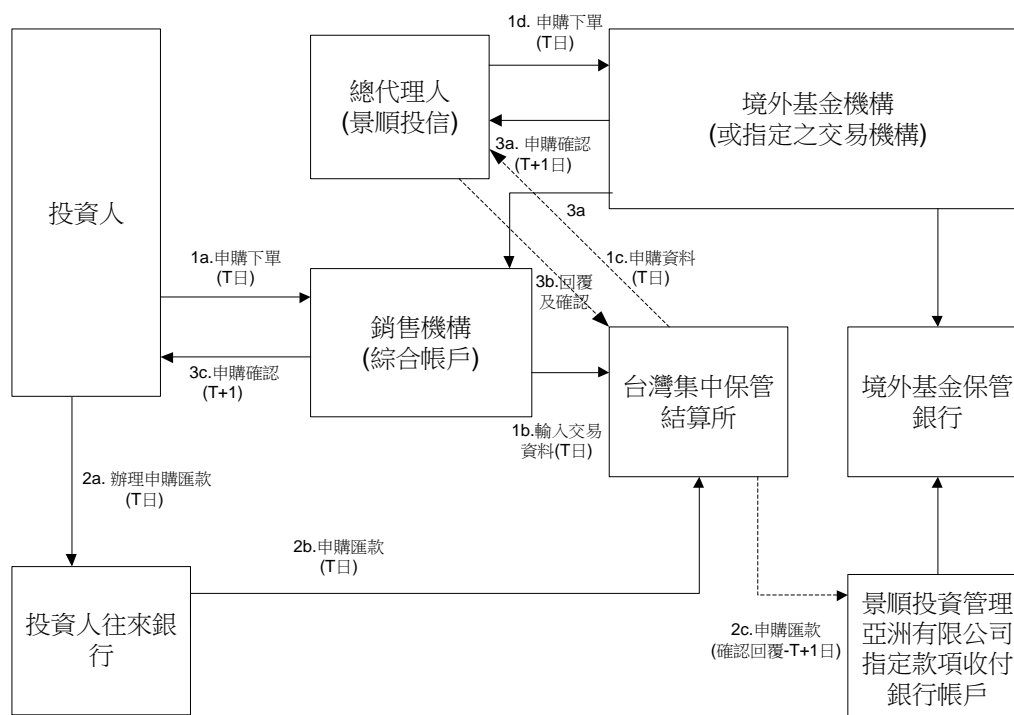 1d. 申購下單
(T日)
總代理人
(景順投信)
境外基金機構
(或指定之交易機構)
3a. 申購確認
(T+1日)
投資人
3a
1a.申購下單
(T日)
1c.申購資料
(T日)
3b.回覆
及確認
銷售機構
(綜合帳戶)
3c.申購確認
(T+1)
台灣集中保管
結算所
境外基金保管
銀行
1b.輸入交易
資料(T日)
2a. 辦理申購匯款
(T日)
2b.申購匯款
(T日)
投資人往來銀
行
2c.申購匯款
(確認回覆-T+1日)
景順投資管理
亞洲有限公司
指定款項收付
銀行帳戶